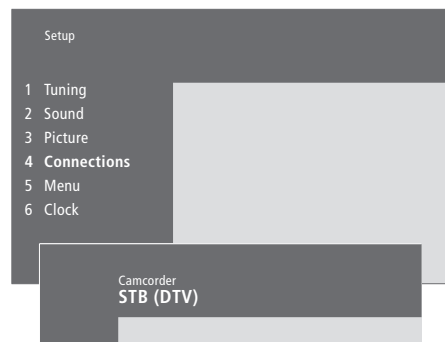 Setup
1 Tuning
2 Sound
3 Picture
4 Connections
5 Menu
6 Clock
Camcorder
STB (DTV)